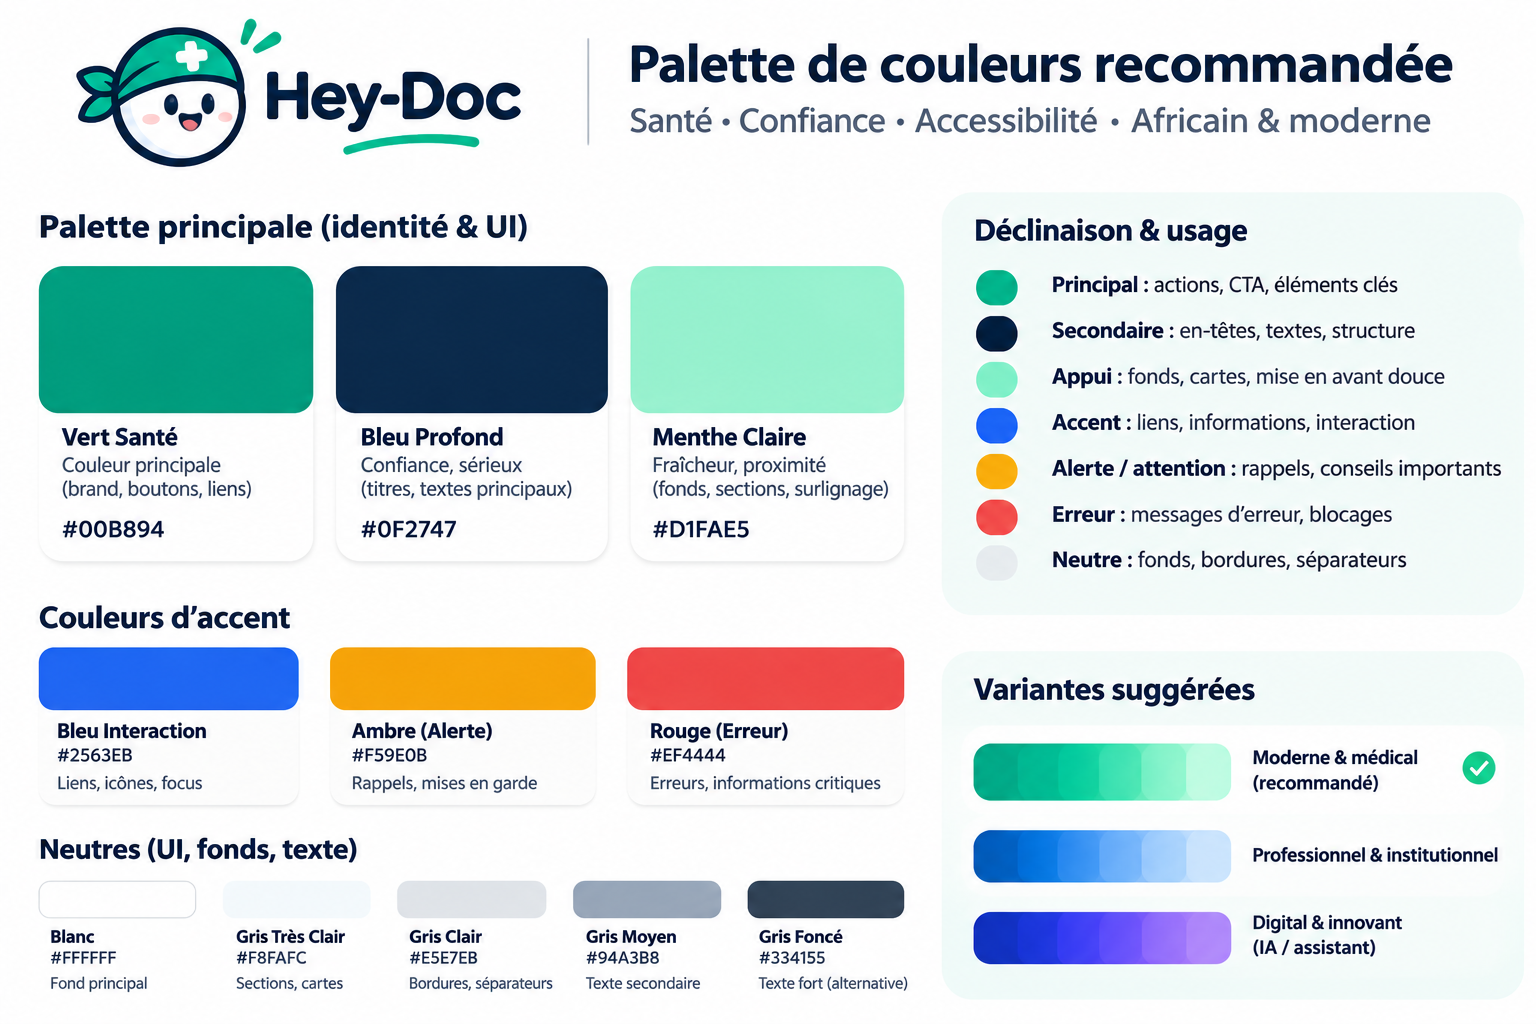 Hey-Doc
Palette de couleurs recommandée
Santé • Confiance • Accessibilité • Africain & moderne
Palette principale (identité & UI)
Vert Santé
Couleur principale
(brand, boutons, liens)
#00B894
Bleu Profond
Confiance, sérieux
(titres, textes principaux)
#0F2747
Menthe Claire
Fraîcheur, proximité
(fonds, sections, surlignage)
#D1FAE5
Couleurs d’accent
Bleu Interaction
#2563EB
Liens, icônes, focus
Ambre (Alerte)
#F59E0B
Rappels, mises en garde
Rouge (Erreur)
#EF4444
Erreurs, informations critiques
Neutres (UI, fonds, texte)
Blanc
#FFFFFF
Fond principal
Gris Très Clair
#F8FAFC
Sections, cartes
Gris Clair
#E5E7EB
Bordures, séparateurs
Gris Moyen
#94A3B8
Texte secondaire
Gris Foncé
#334155
Texte fort (alternative)
Déclinaison & usage
Principal : actions, CTA, éléments clés
Secondaire : en-têtes, textes, structure
Appui : fonds, cartes, mise en avant douce
Accent : liens, informations, interaction
Alerte / attention : rappels, conseils importants
Erreur : messages d’erreur, blocages
Neutre : fonds, bordures, séparateurs
Variantes suggérées
Moderne & médical
(recommandé)
Professionnel & institutionnel
Digital & innovant
(IA / assistant)